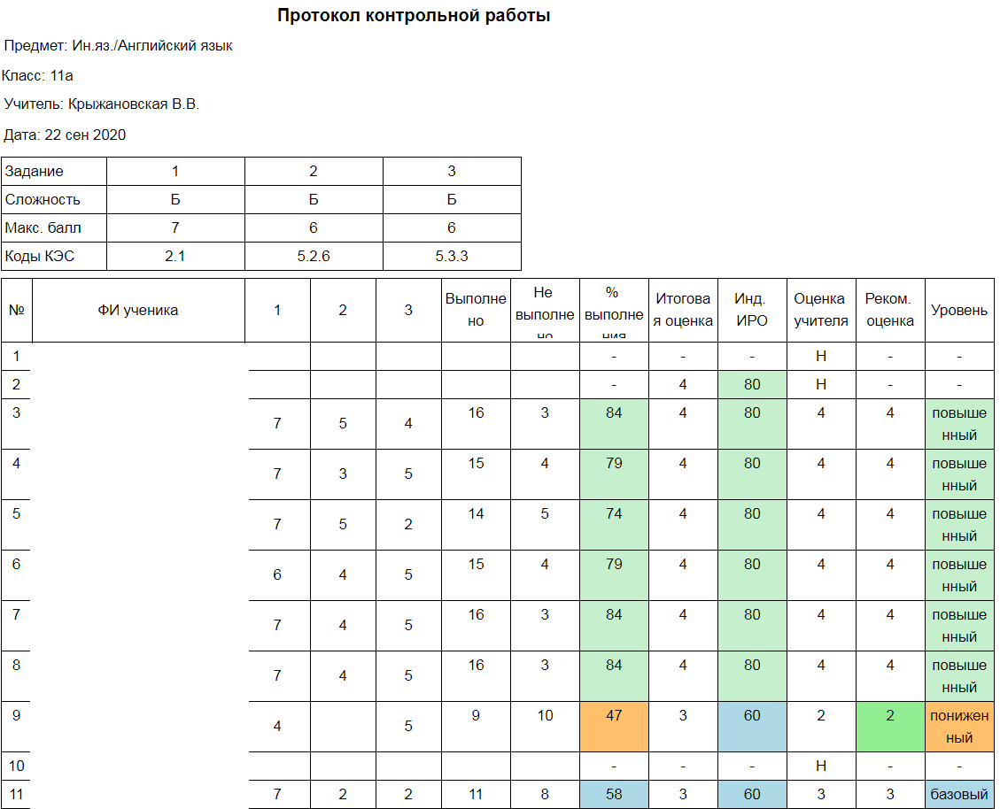 Протокол контрольной работы
Предмет: Ин.яз./Английский язык
Класс: 11а
Учитель: Крыжановская В.В.
Дата: 22 сен 2020
Задание 1 2 3
Сложность Б Б Б
Макс. балл 7 6 6
Коды КЭС 2.1 5.2.6 5.3.3
№ ФИ ученика 1 2 3 Выполнено Не выполнено % выполнения Итоговая оценка Инд. ИРО Оценка учителя Реком. оценка Уровень
1 - - - Н - -
2 - 4 80 Н - -
3 7 5 4 16 3 84 4 80 4 4 повышенный
4 7 3 5 15 4 79 4 80 4 4 повышенный
5 7 5 2 14 5 74 4 80 4 4 повышенный
6 6 4 5 15 4 79 4 80 4 4 повышенный
7 7 4 5 16 3 84 4 80 4 4 повышенный
8 7 4 5 16 3 84 4 80 4 4 повышенный
9 4 5 9 10 47 3 60 2 2 пониженный
10 - - - Н - -
11 7 2 2 11 8 58 3 60 3 3 базовый